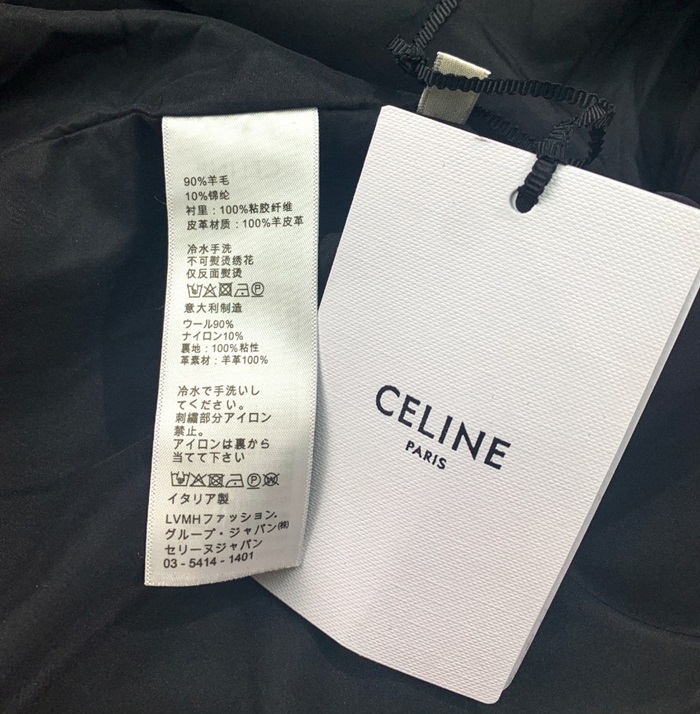 90%羊毛
10%锦纶
衬里：100%粘胶纤维
皮革材质：100%羊皮革
冷水手洗
不可熨烫绣花
仅反面熨烫
意大利制造
ウール90%
ナイロン10%
裏地：100%粘性
革素材：羊革100%
冷水で手洗いし
てください。
刺繍部分アイロン
禁止。
アイロンは裏から
当てて下さい
イタリア製
LVMHファッション.
グループ・ジャパン㈱
セリーヌジャパン
03-5414-1401
CELINE
PARIS